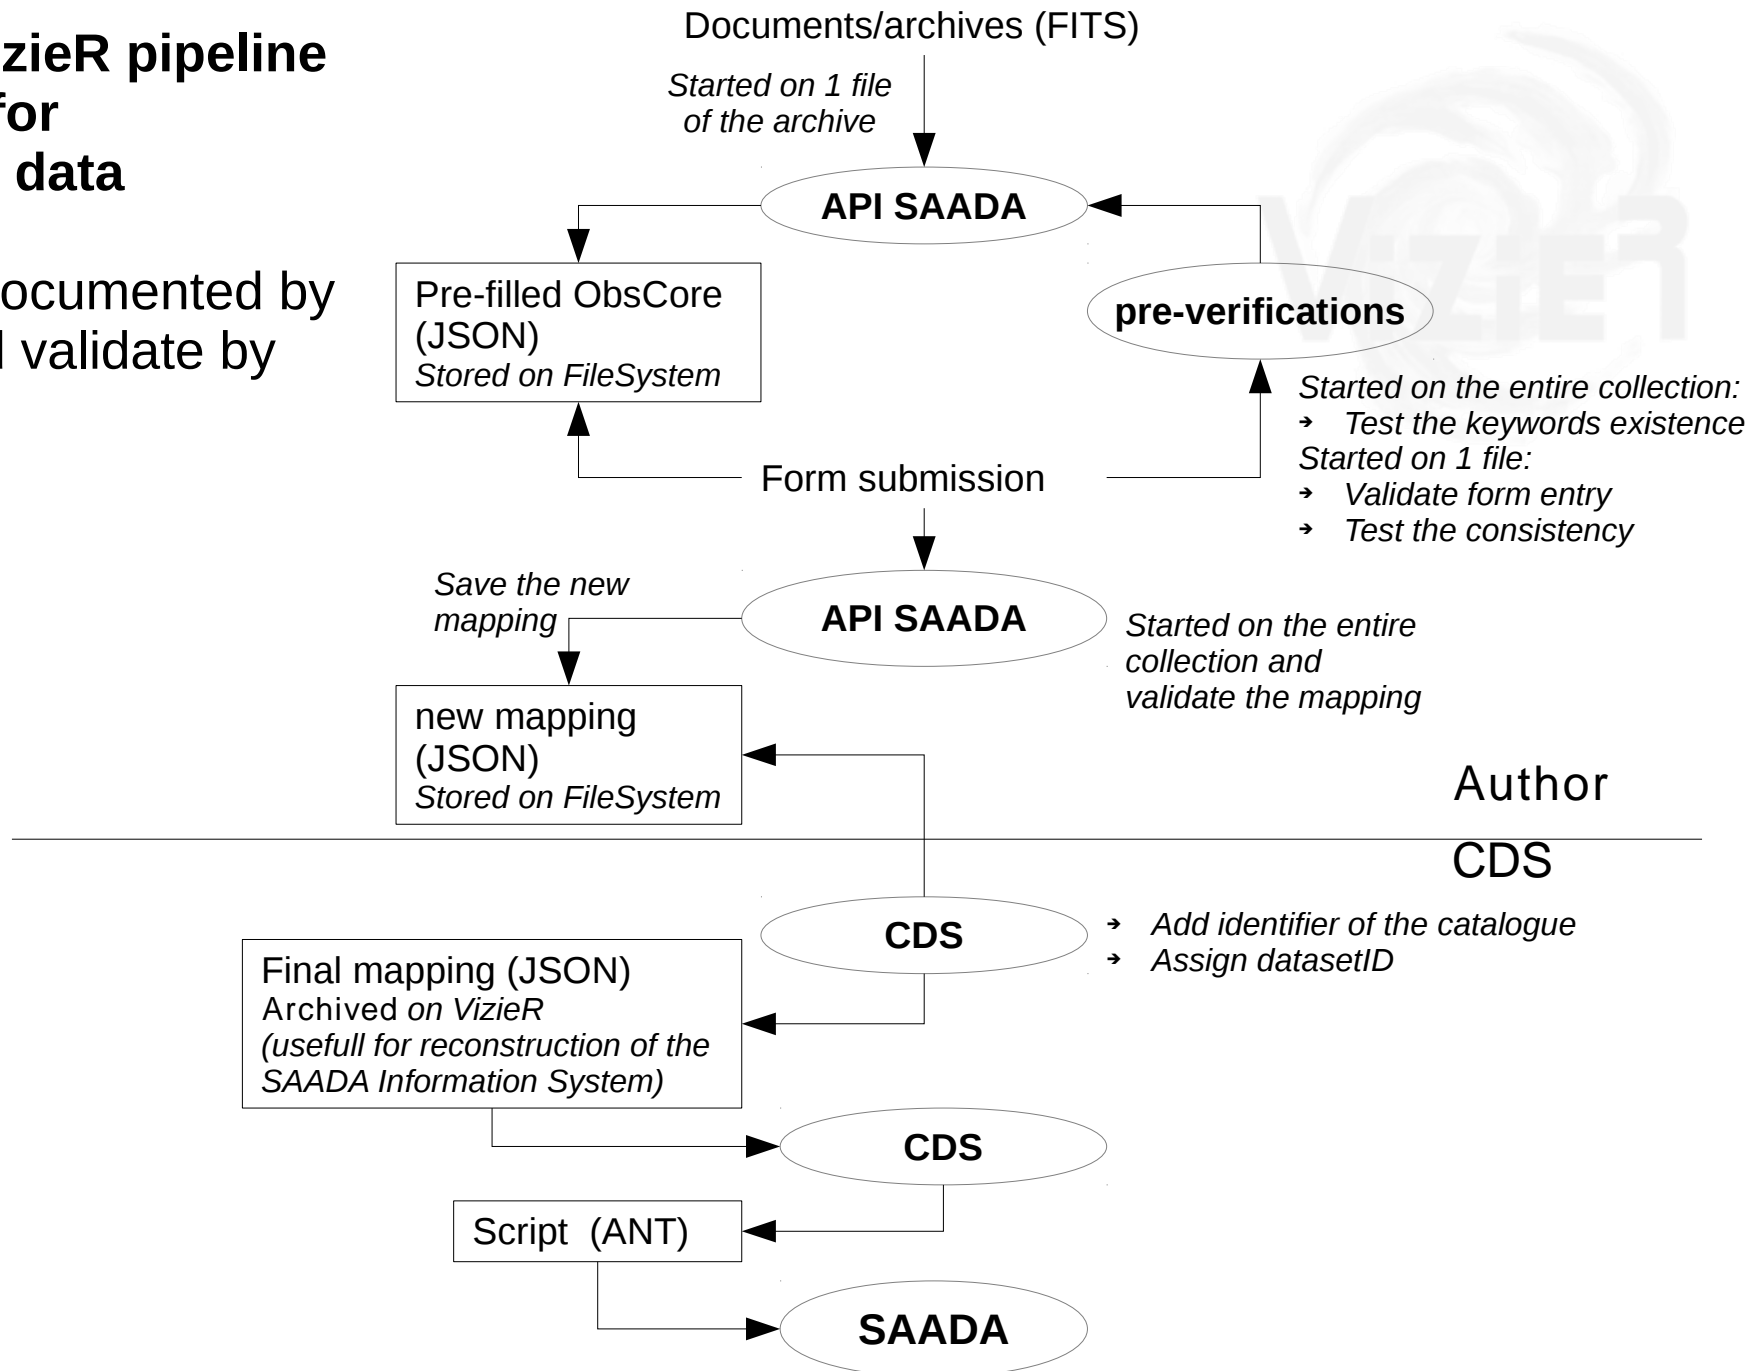 zieR pipeline
for
data
ocumented by
validate by
Documents/archives (FITS)
Started on 1 file
of the archive
API SAADA
Pre-filled ObsCore
(JSON)
Stored on FileSystem
pre-verifications
VizieR
Started on the entire collection:
➔ Test the keywords existence
Started on 1 file:
➔ Validate form entry
➔ Test the consistency
Form submission
Save the new
mapping
API SAADA
Started on the entire
collection and
validate the mapping
new mapping
(JSON)
Stored on FileSystem
Author
CDS
CDS
➔ Add identifier of the catalogue
➔ Assign datasetID
Final mapping (JSON)
Archived on VizieR
(usefull for reconstruction of the
SAADA Information System)
CDS
Script (ANT)
SAADA